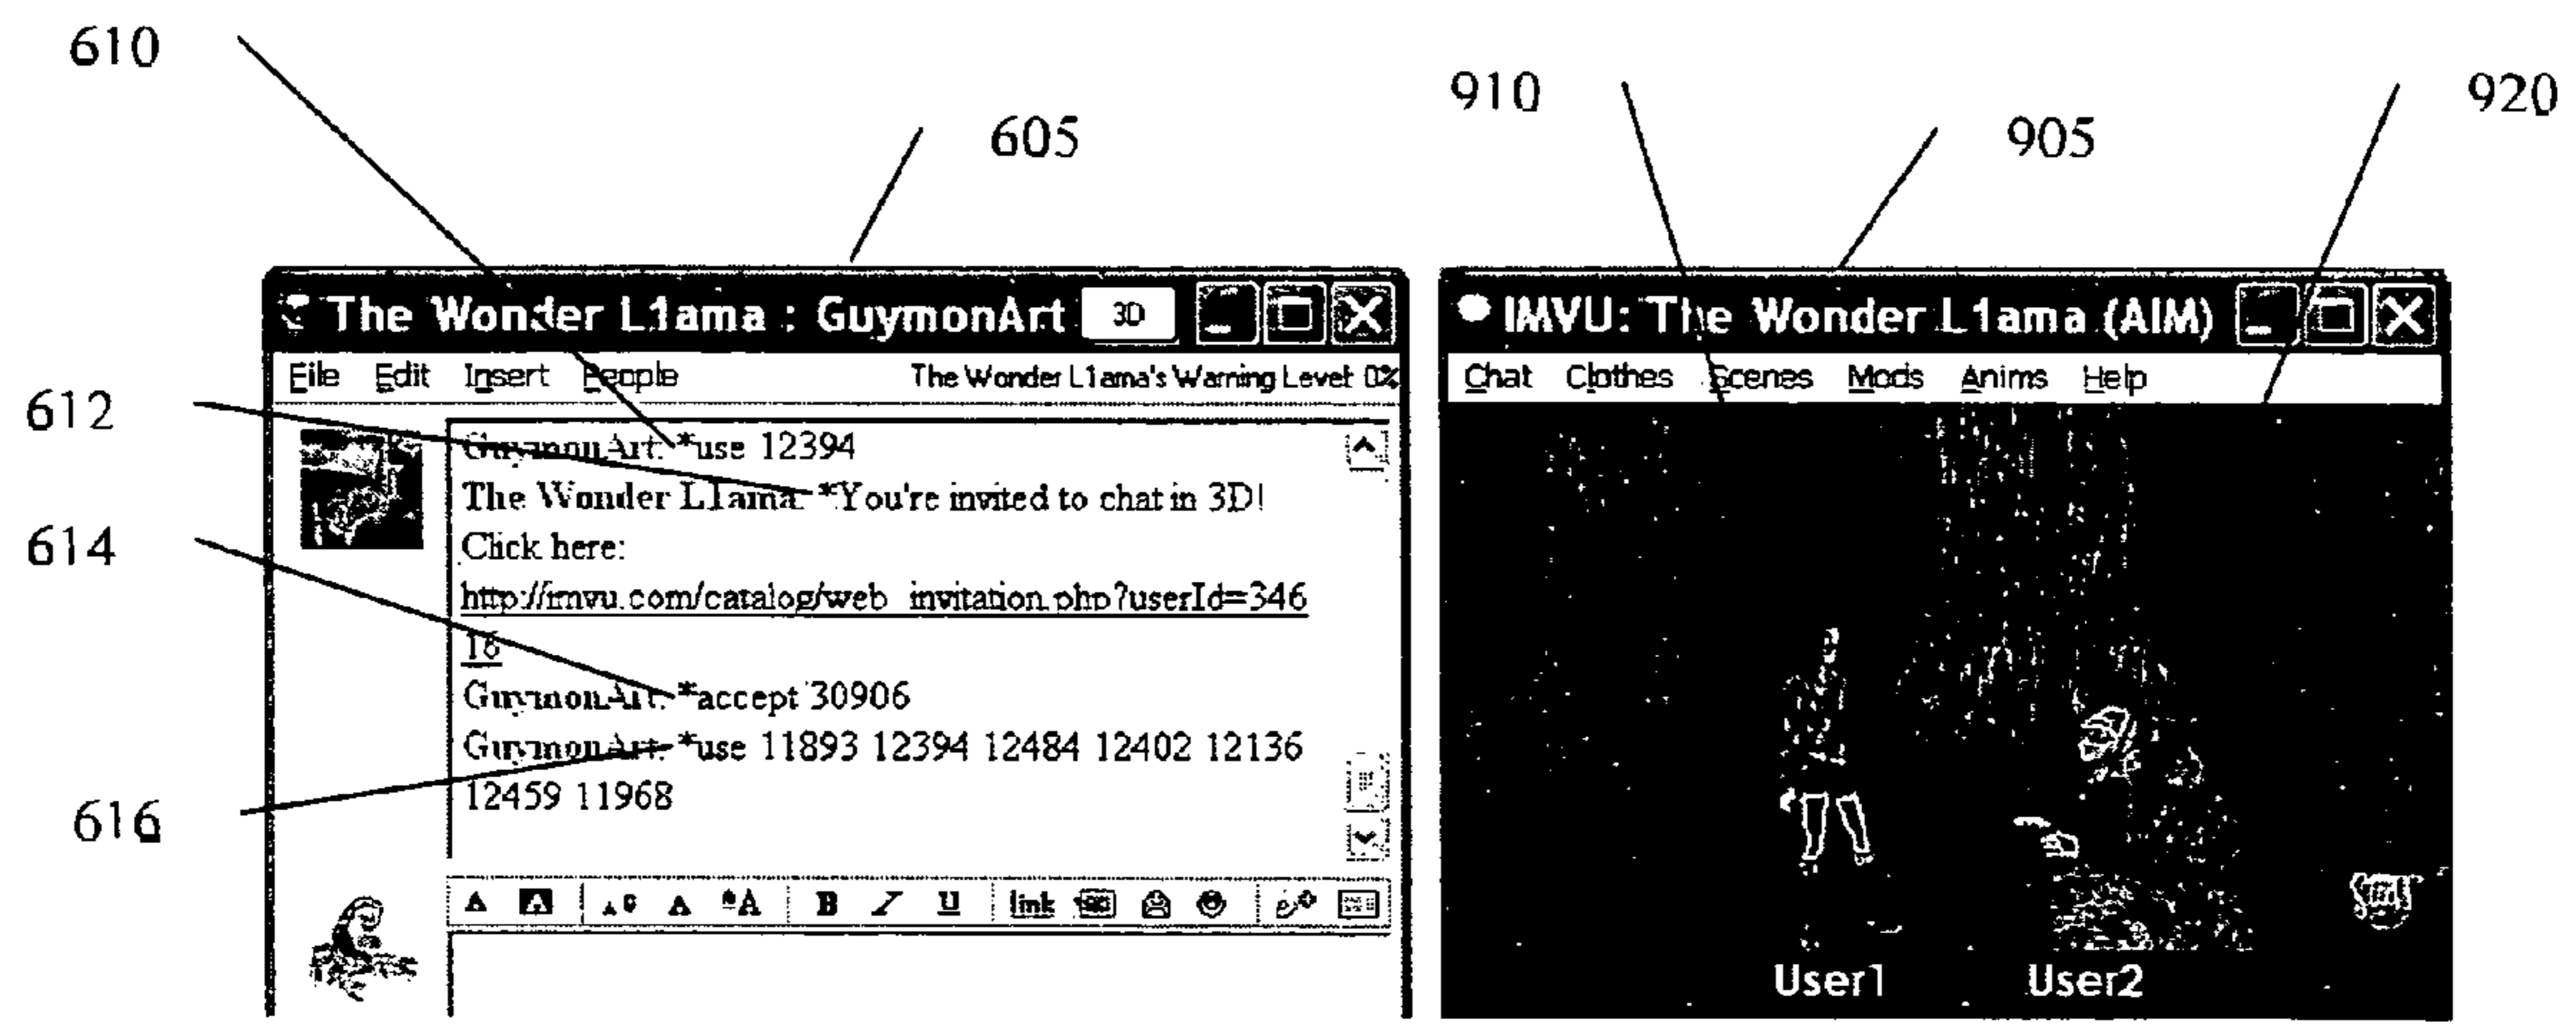 610
605
910
905
920
The Wonder L1ama : GuymonArt 3D
File Edit Insert People The Wonder L1ama's Warning Level: 0%
612
GuymonArt: *use 12394
The Wonder L1ama: *You're invited to chat in 3D!
Click here:
http://imvu.com/catalog/web_invitation.php?userId=346
16
614
GuymonArt: *accept 30906
GuymonArt: *use 11893 12394 12484 12402 12136
12459 11968
616
A A A A A B I U link
IMVU: The Wonder L1ama (AIM)
Chat Clothes Scenes Mods Anims Help
User1 User2